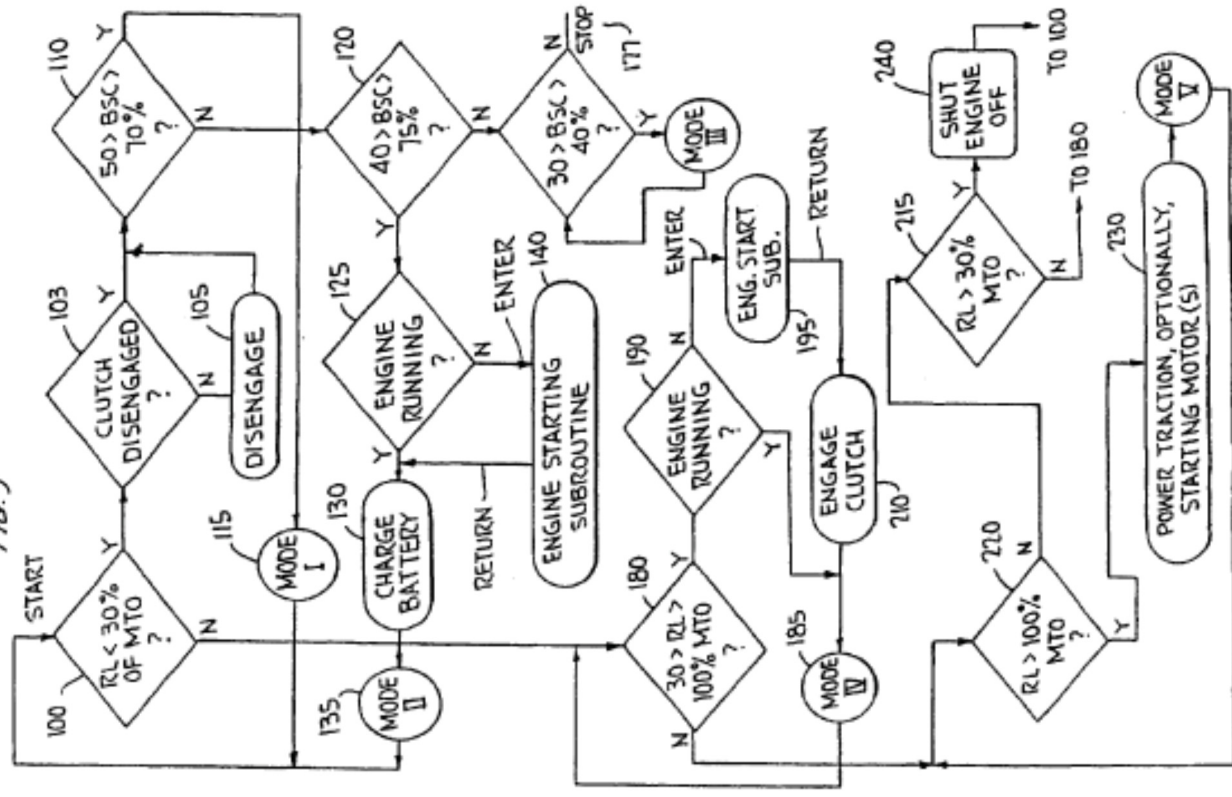 START
100
RL < 30%
OF MTO
?
Y
N
103
CLUTCH
DISENGAGED
?
Y
N
105
DISENGAGE
110
50 > BSC >
70%
?
Y
N
115
MODE
I
120
40 > BSC >
75%
?
Y
N
125
ENGINE
RUNNING
?
Y
N
ENTER
130
CHARGE
BATTERY
RETURN
135
MODE
II
140
ENGINE STARTING
SUBROUTINE
30 > BSC >
40%
?
Y
N
STOP
177
MODE
III
180
30 > RL >
100% MTO
?
Y
N
190
ENGINE
RUNNING
?
N
Y
ENTER
ENG. START
SUB.
195
RETURN
ENGAGE
CLUTCH
210
185
MODE
IV
220
RL > 100%
MTO
?
N
Y
215
RL > 30%
MTO
?
Y
N
TO 180
240
SHUT
ENGINE
OFF
TO 100
230
POWER TRACTION, OPTIONALLY,
STARTING MOTOR(S)
MODE
V